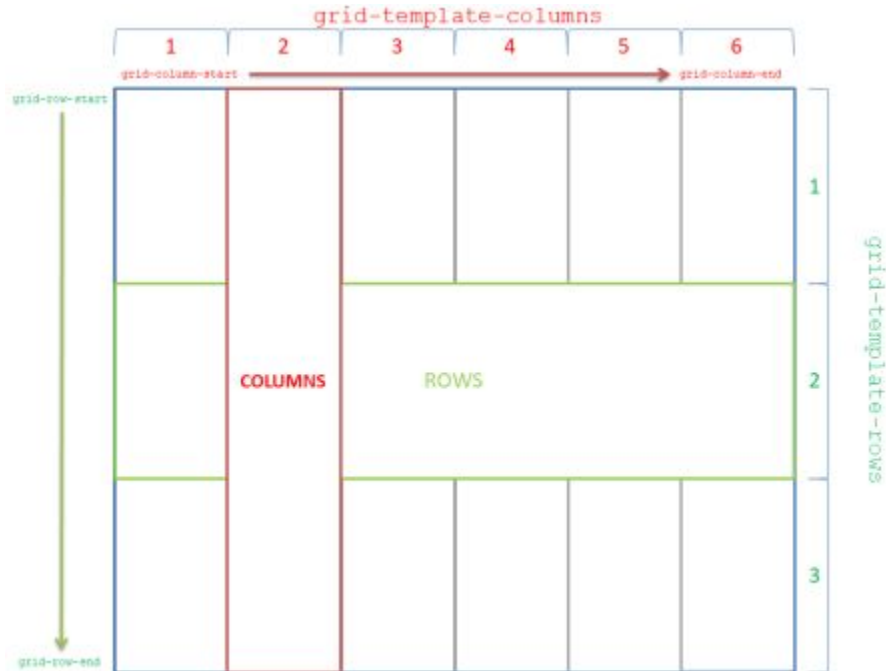 grid-template-columns
1 2 3 4 5 6
grid-column-start grid-column-end
grid-row-start
1
COLUMNS ROWS 2
grid-template-rows
3
grid-row-end